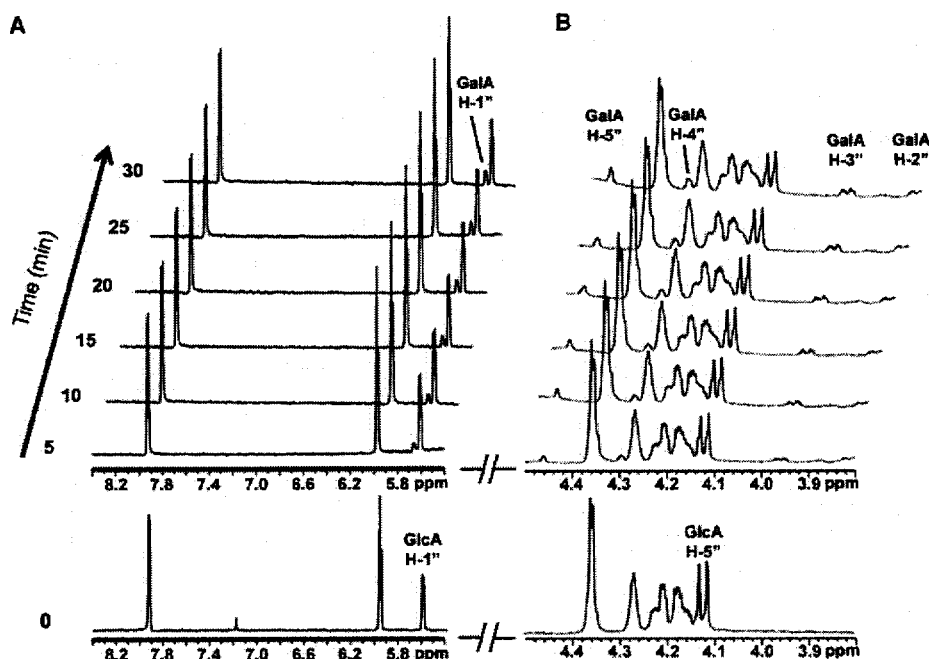 A
B
GalA
H-1"
GalA
H-5"
GalA
H-4"
GalA
H-3"
GalA
H-2"
Time (min)
30
25
20
15
10
5
8.2 7.8 7.4 7.0 6.6 6.2 5.8 ppm
4.4 4.3 4.2 4.1 4.0 3.9 ppm
GlcA
H-1"
GlcA
H-5"
0
8.2 7.8 7.4 7.0 6.6 6.2 5.8 ppm
4.4 4.3 4.2 4.1 4.0 3.9 ppm